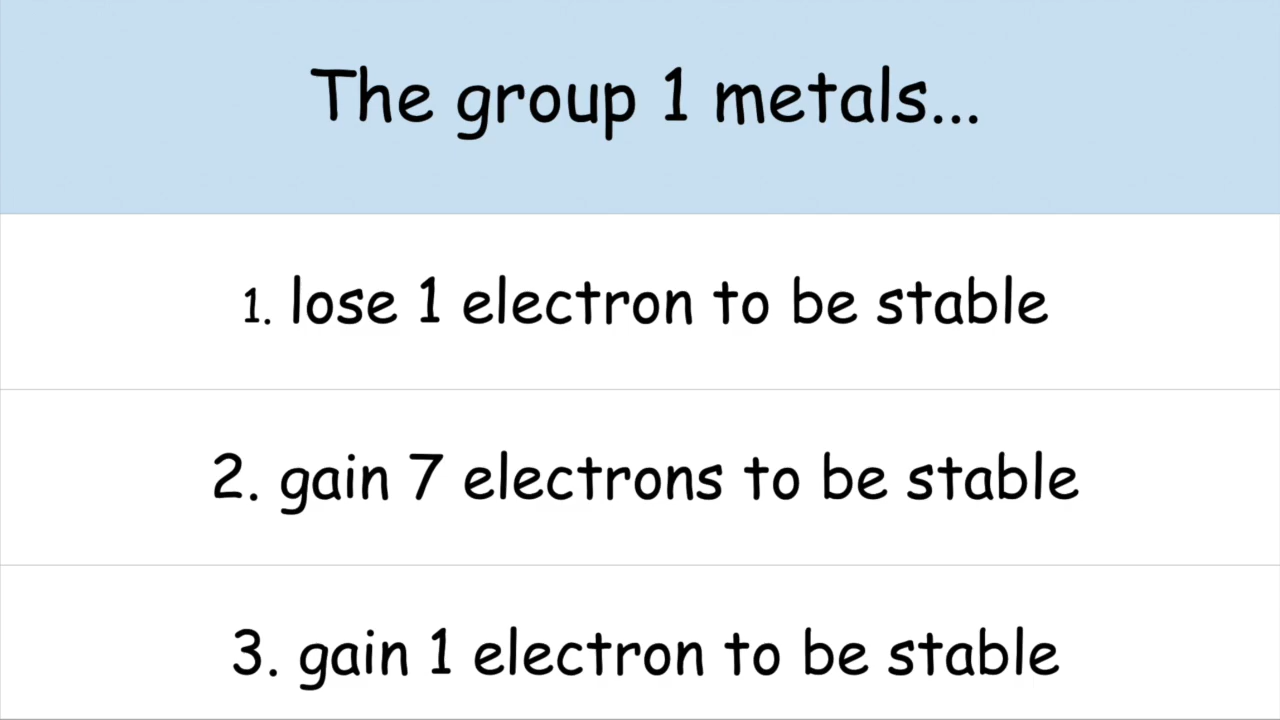 The group 1 metals...
1. lose 1 electron to be stable
2. gain 7 electrons to be stable
3. gain 1 electron to be stable